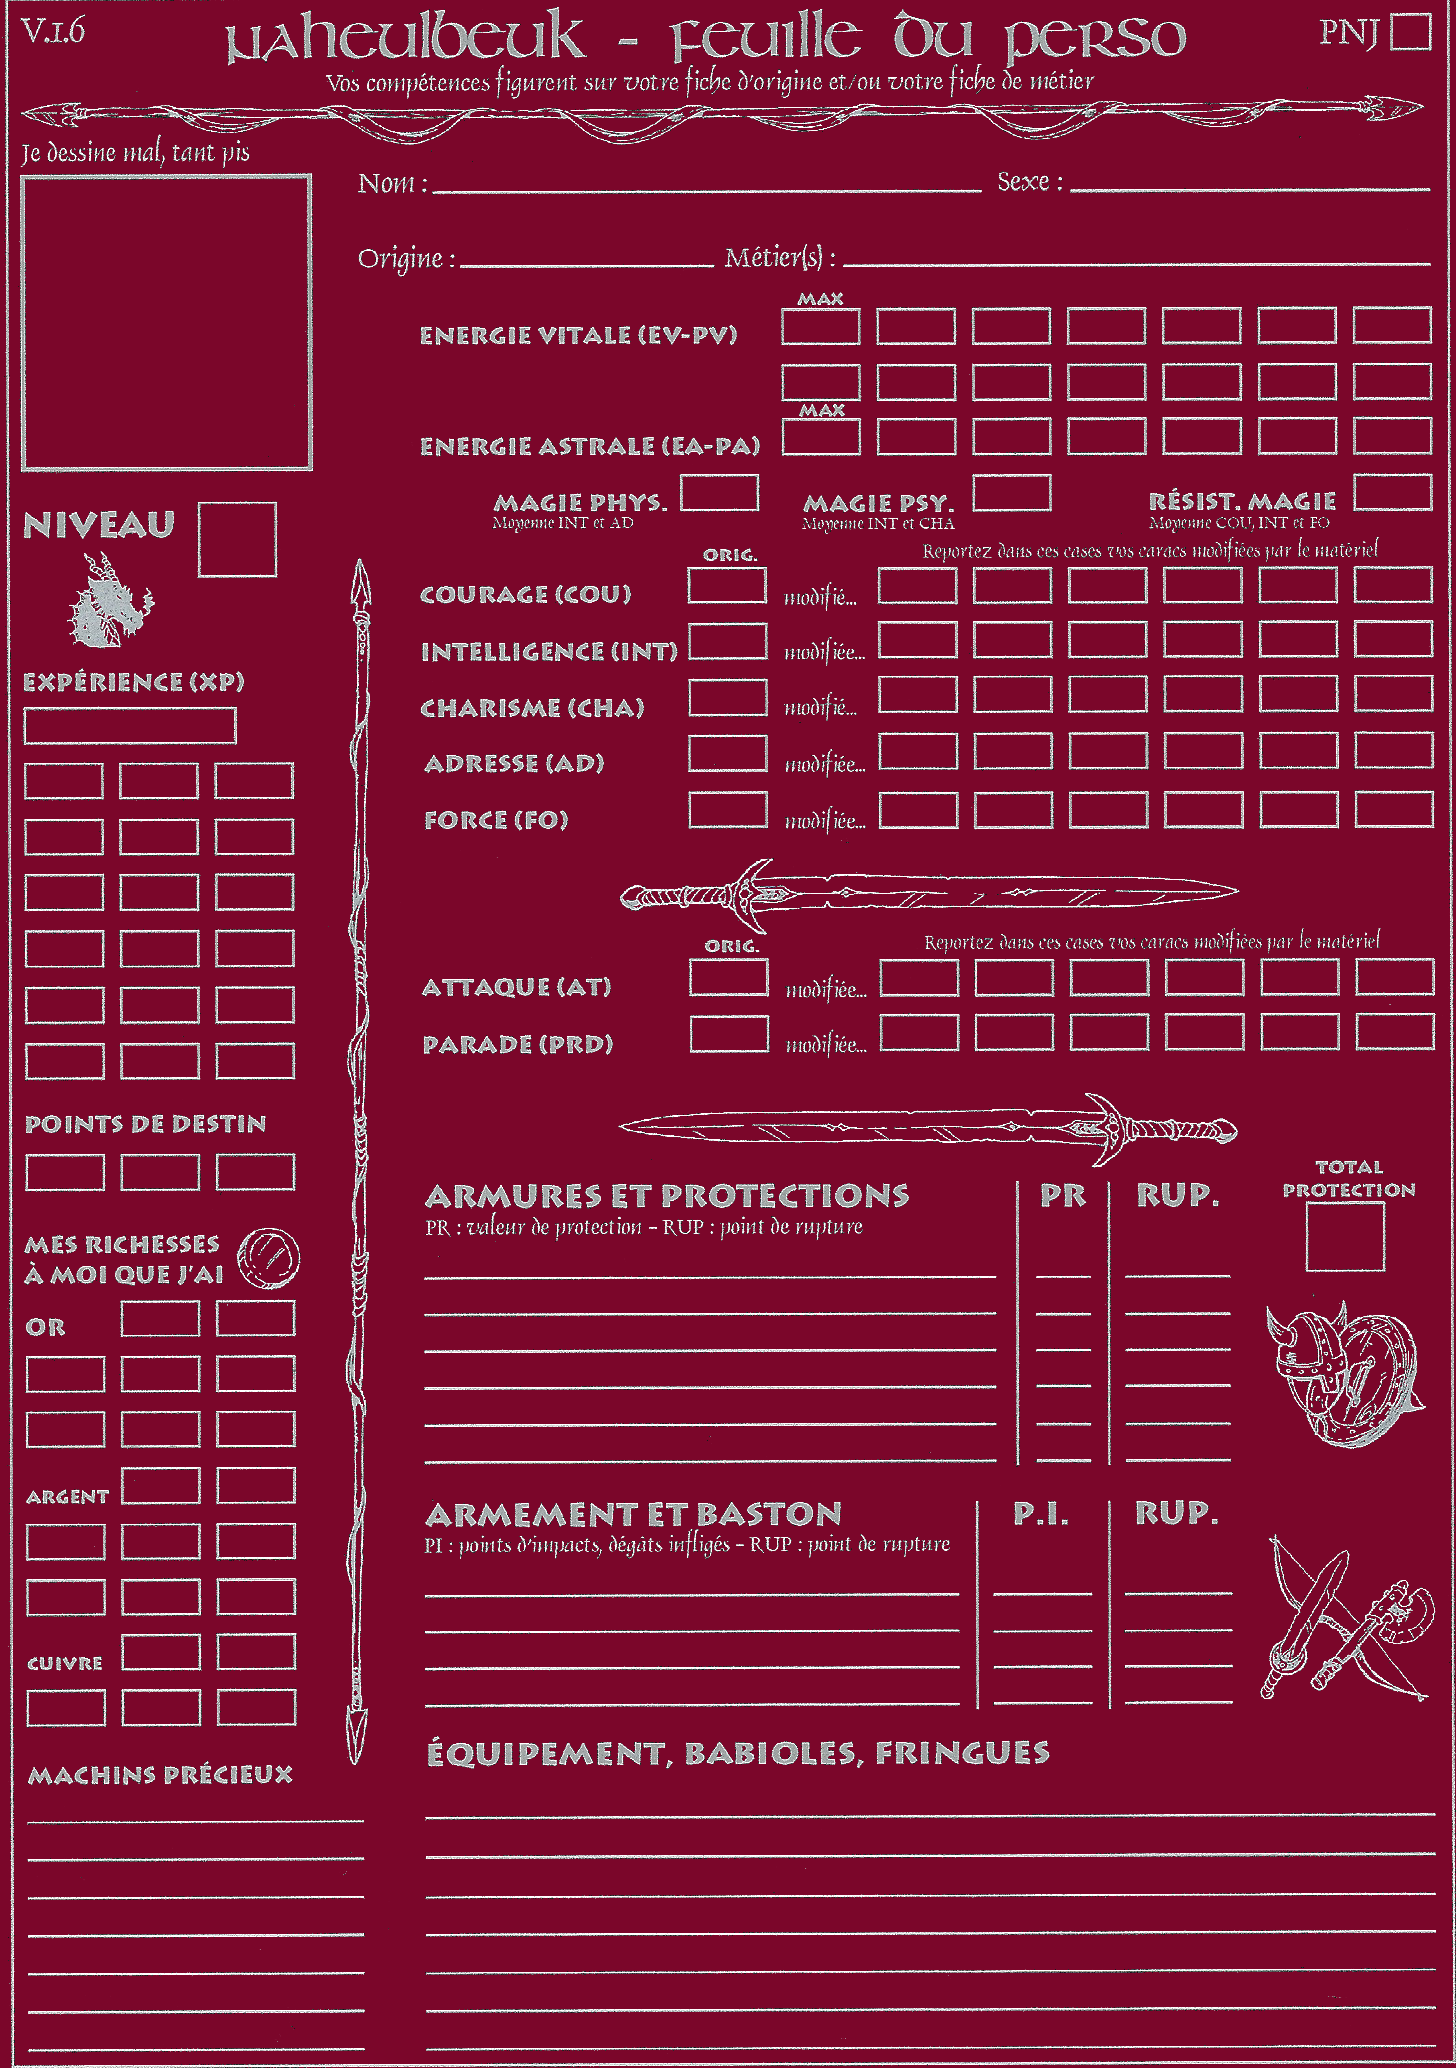 V.1.6
Naheulbeuk - feuille du perso
PNJ
Vos compétences figurent sur votre fiche d'origine et/ou votre fiche de métier
Je dessine mal, tant pis
Nom :
Sexe :
Origine :
Métier(s) :
MAX
ENERGIE VITALE (EV-PV)
MAX
ENERGIE ASTRALE (EA-PA)
MAGIE PHYS.
Moyenne INT et AD
MAGIE PSY.
Moyenne INT et CHA
RÉSIST. MAGIE
Moyenne COU, INT et FO
NIVEAU
ORIG.
Reportez dans ces cases vos caracs modifiées par le matériel
COURAGE (COU)
modifié...
INTELLIGENCE (INT)
modifiée...
CHARISME (CHA)
modifié...
ADRESSE (AD)
modifiée...
FORCE (FO)
modifiée...
EXPÉRIENCE (XP)
ORIG.
Reportez dans ces cases vos caracs modifiées par le matériel
ATTAQUE (AT)
modifiée...
PARADE (PRD)
modifiée...
POINTS DE DESTIN
MES RICHESSES
À MOI QUE J'AI
OR
ARGENT
CUIVRE
MACHINS PRÉCIEUX
ARMURES ET PROTECTIONS
PR
RUP.
PR : valeur de protection - RUP : point de rupture
TOTAL
PROTECTION
ARMEMENT ET BASTON
P.I.
RUP.
PI : points d'impacts, dégâts infligés - RUP : point de rupture
ÉQUIPEMENT, BABIOLES, FRINGUES